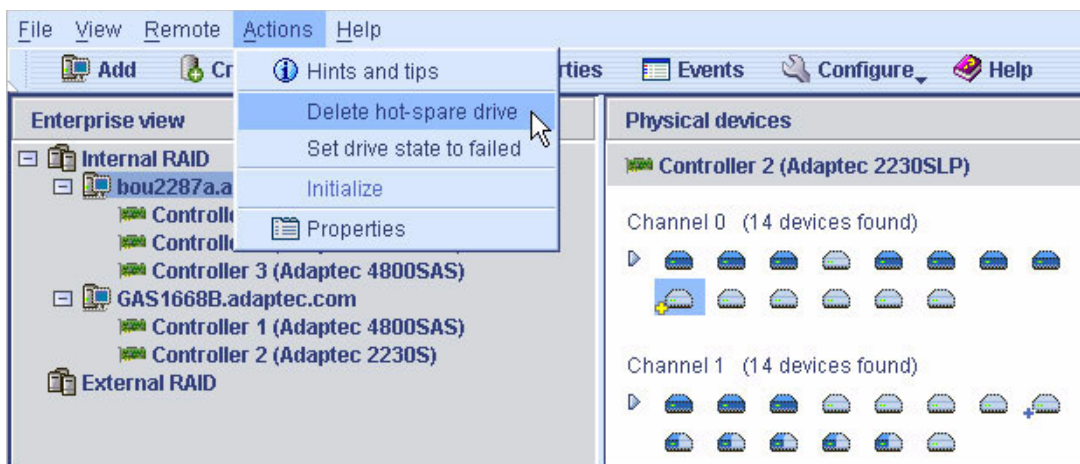 File View Remote Actions Help
Add Cr rties Events Configure Help
Hints and tips
Delete hot-spare drive
Set drive state to failed
Initialize
Properties
Enterprise view
Internal RAID
bou2287a.a
Controlle
Controlle
Controller 3 (Adaptec 4800SAS)
GAS1668B.adaptec.com
Controller 1 (Adaptec 4800SAS)
Controller 2 (Adaptec 2230S)
External RAID
Physical devices
Controller 2 (Adaptec 2230SLP)
Channel 0 (14 devices found)
Channel 1 (14 devices found)